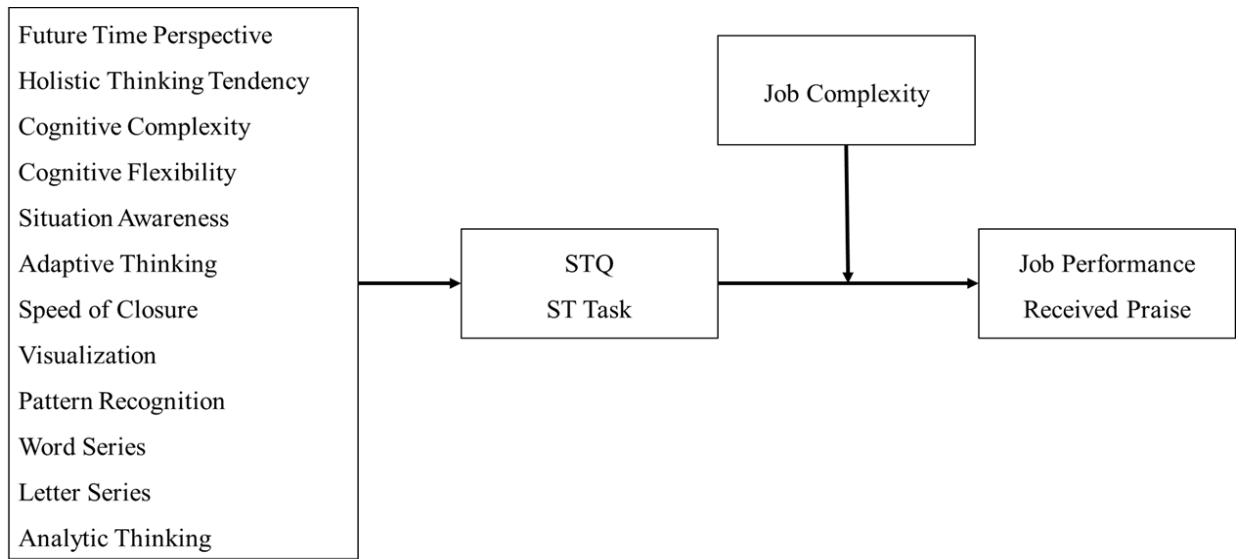 Future Time Perspective
Holistic Thinking Tendency
Cognitive Complexity
Cognitive Flexibility
Situation Awareness
Adaptive Thinking
Speed of Closure
Visualization
Pattern Recognition
Word Series
Letter Series
Analytic Thinking
STQ
ST Task
Job Complexity
Job Performance
Received Praise